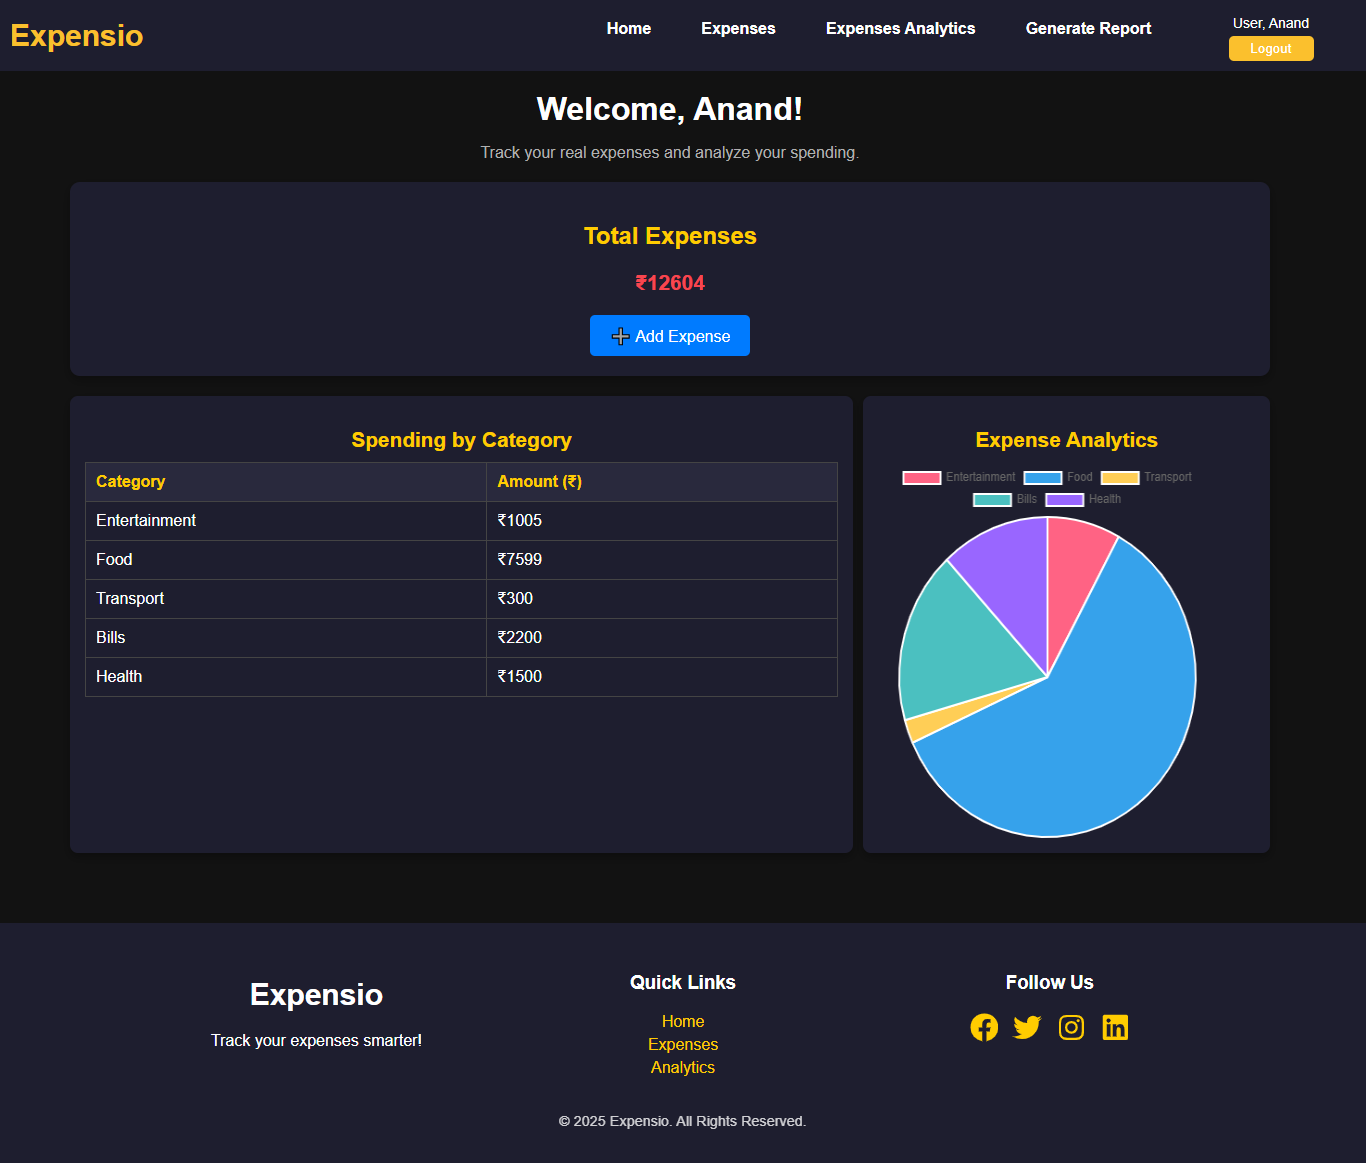 Expensio
Home Expenses Expenses Analytics Generate Report
User, Anand
Logout
Welcome, Anand!
Track your real expenses and analyze your spending.
Total Expenses
₹12604
➕ Add Expense
Spending by Category
Category Amount (₹)
Entertainment ₹1005
Food ₹7599
Transport ₹300
Bills ₹2200
Health ₹1500
Expense Analytics
Entertainment Food Transport
Bills Health
Expensio
Track your expenses smarter!
Quick Links
Home
Expenses
Analytics
Follow Us
© 2025 Expensio. All Rights Reserved.